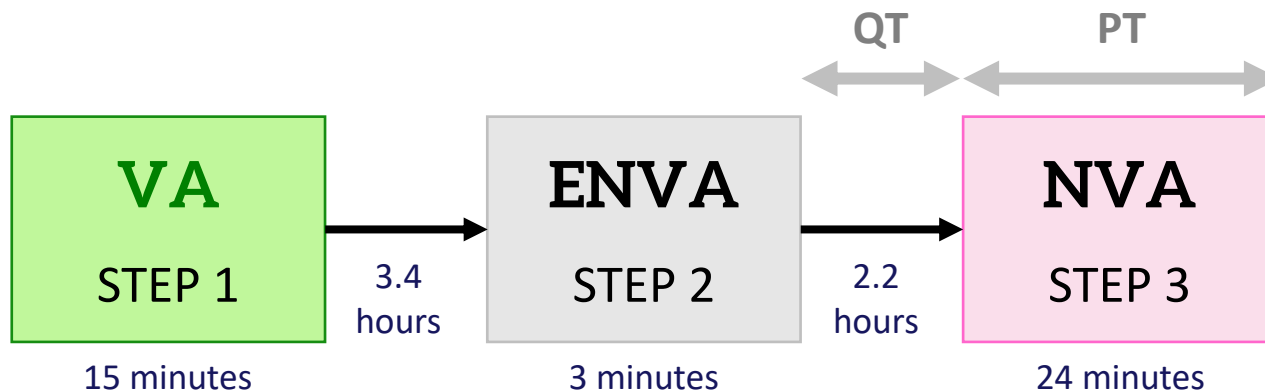 QT
PT
VA
STEP 1
3.4
hours
ENVA
STEP 2
2.2
hours
NVA
STEP 3
15 minutes
3 minutes
24 minutes